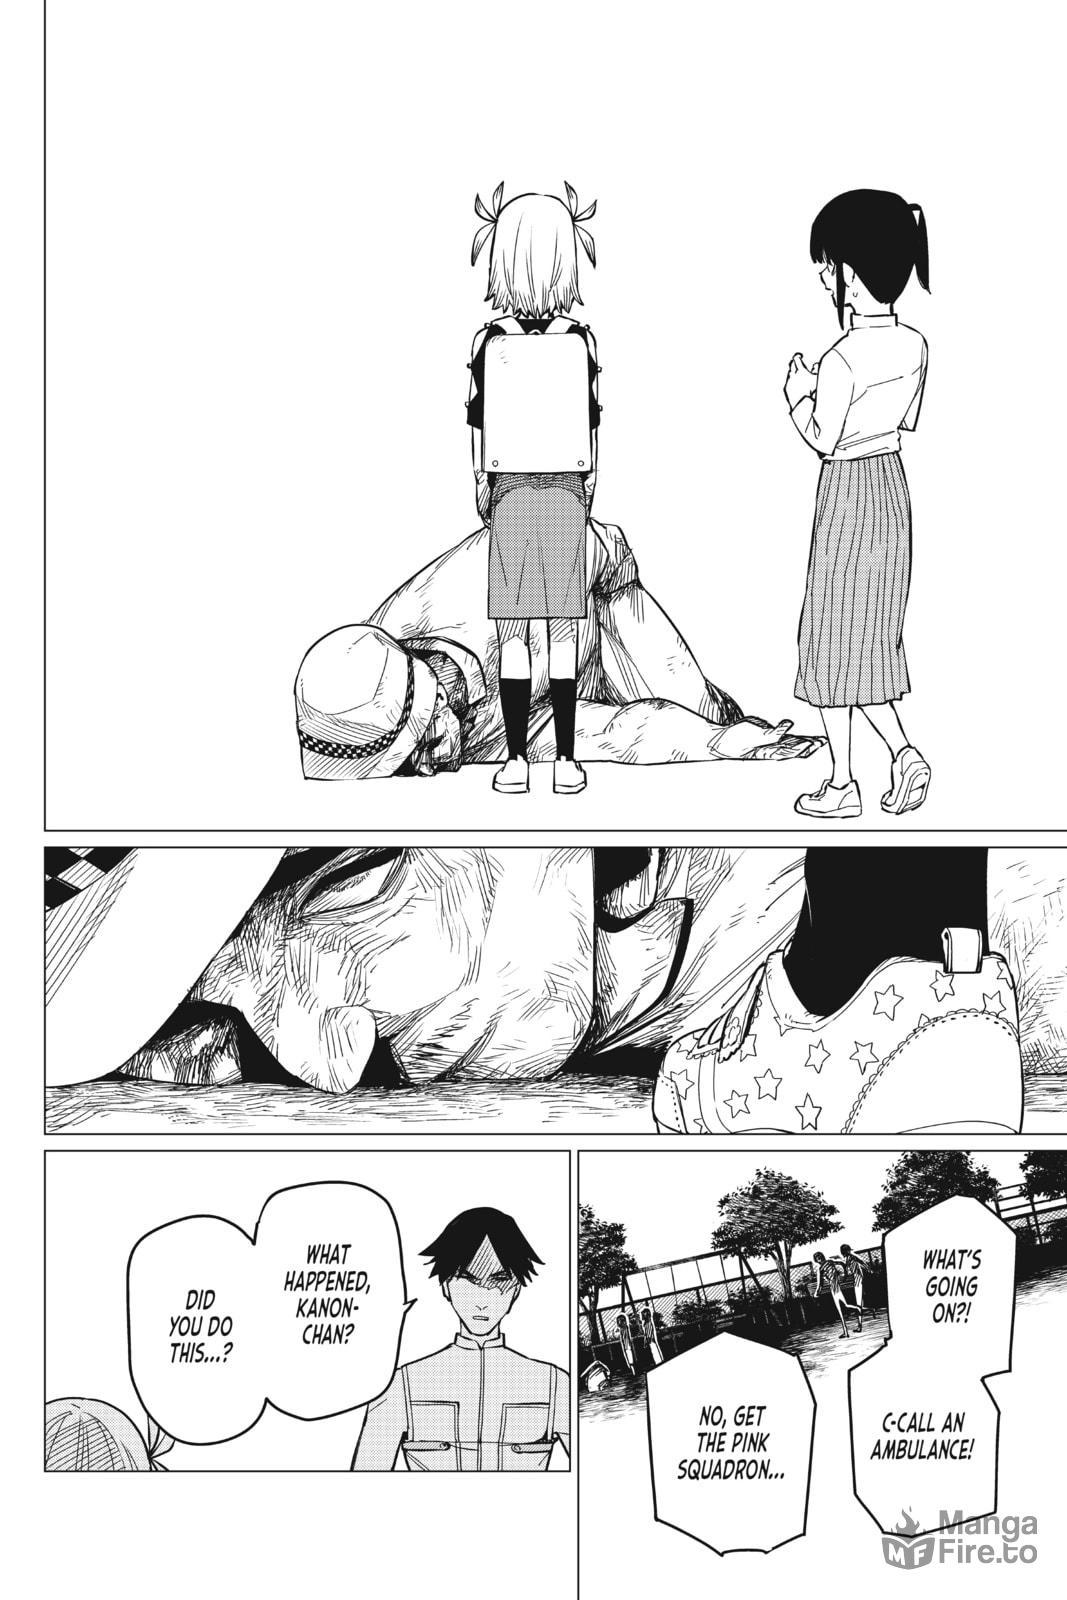 WHAT'S
GOING
ON?!
C-CALL AN
AMBULANCE!
NO, GET
THE PINK
SQUADRON...
WHAT
HAPPENED,
KANON-
CHAN?
DID
YOU DO
THIS...?
MF
Manga
Fire.to